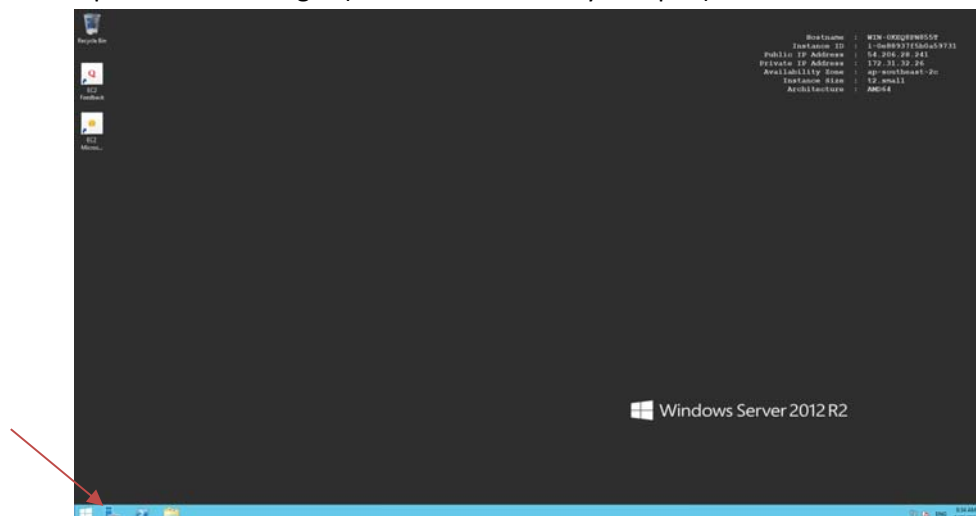 Recycle Bin
EC2
Feedback
EC2
Micros...
Hostname : WIN-
Instance ID :
Public IP Address : 54.206.28.241
Private IP Address : 172.31.32.26
Availability Zone : ap-southeast-2c
Instance Size : t2.small
Architecture : AMD64
Windows Server 2012 R2
ENG